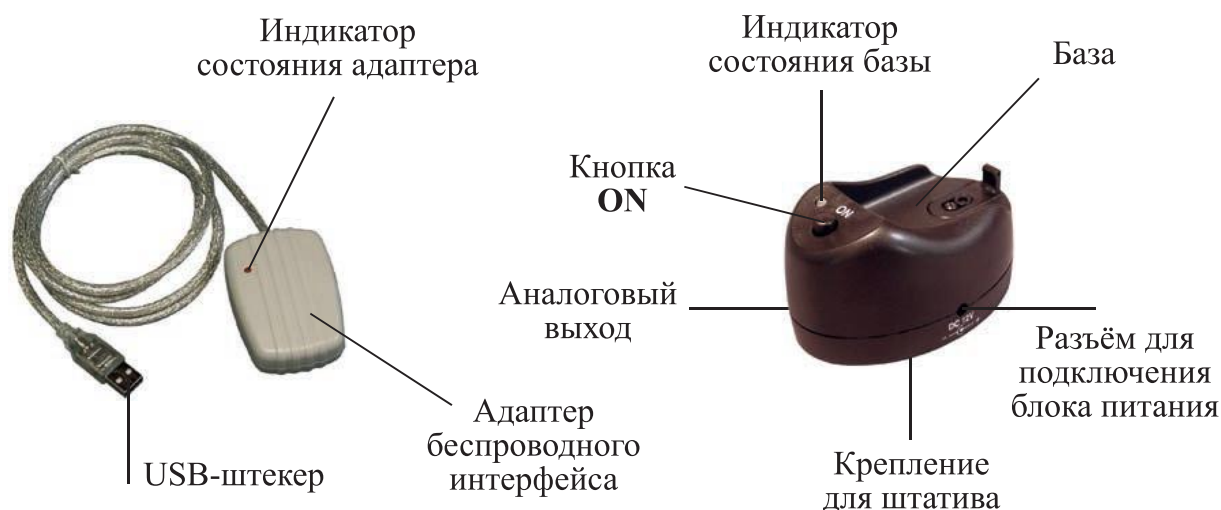 Индикатор
состояния адаптера
USB-штекер
Адаптер
беспроводного
интерфейса
Индикатор
состояния базы
База
Кнопка
ON
ON
Аналоговый
выход
DC 12V
Разъём для
подключения
блока питания
Крепление
для штатива